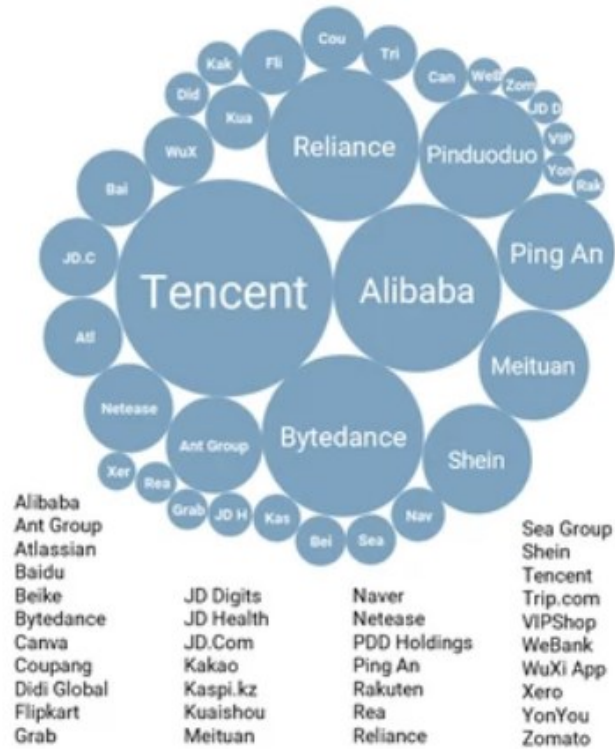 Cou
Tri
Fli
Kak
Can
WeB
Zom
Did
JD D
Kua
Reliance
Pinduoduo
VIP
WuX
Yon
Rak
Bai
JD.C
Tencent
Alibaba
Ping An
Atl
Meituan
Netease
Bytedance
Ant Group
Shein
Xer
Rea
Grab
JD H
Kas
Nav
Bei
Sea
Alibaba
Ant Group
Atlassian
Baidu
Beike
Bytedance
Canva
Coupang
Didi Global
Flipkart
Grab
JD Digits
JD Health
JD.Com
Kakao
Kaspi.kz
Kuaishou
Meituan
Naver
Netease
PDD Holdings
Ping An
Rakuten
Rea
Reliance
Sea Group
Shein
Tencent
Trip.com
VIPShop
WeBank
WuXi App
Xero
YonYou
Zomato